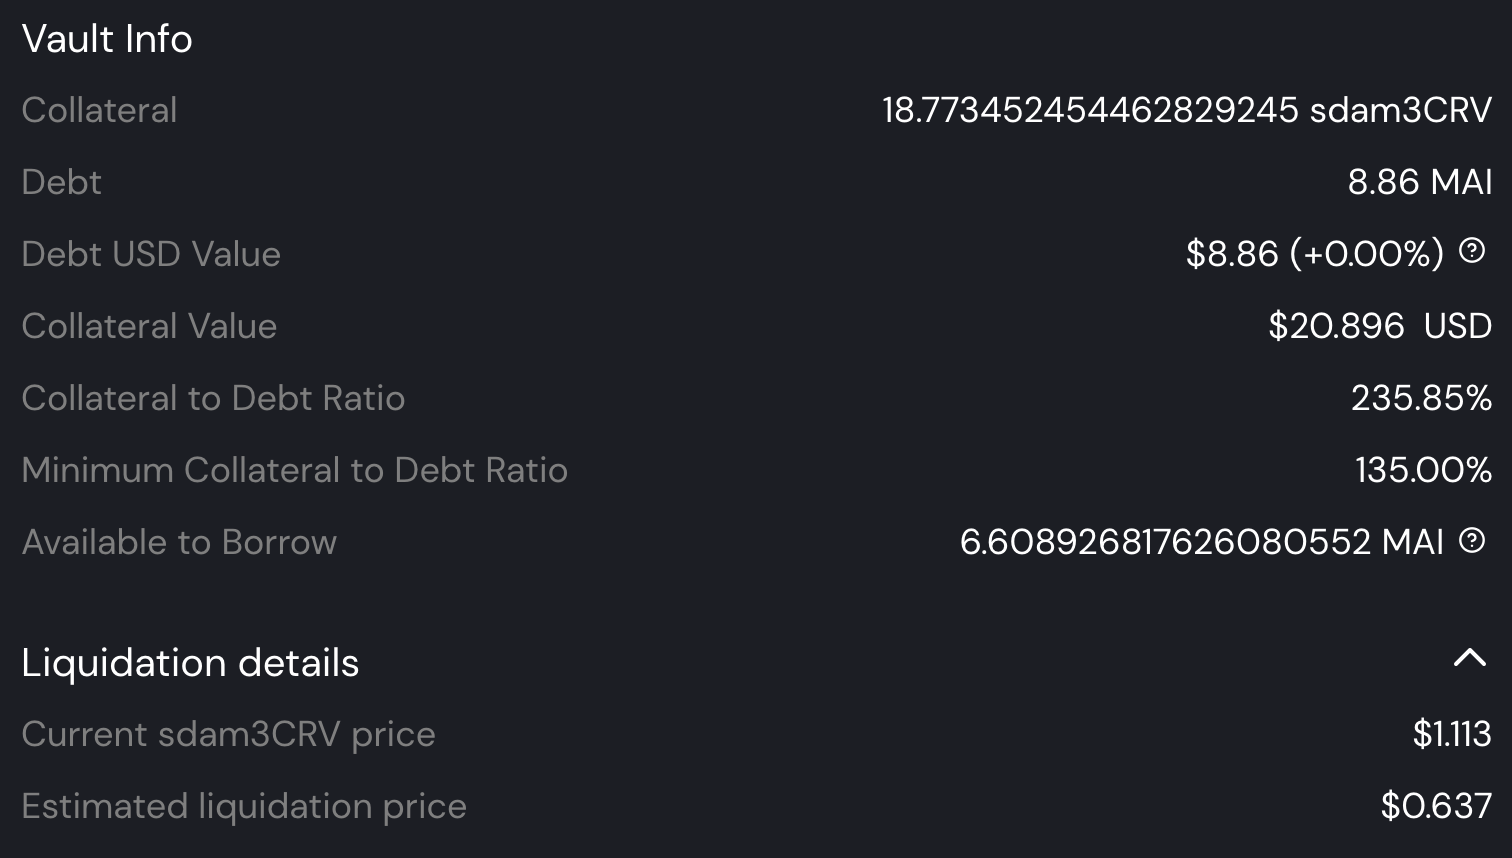 Vault Info
Collateral 18.773452454462829245 sdam3CRV
Debt 8.86 MAI
Debt USD Value $8.86 (+0.00%) ?
Collateral Value $20.896 USD
Collateral to Debt Ratio 235.85%
Minimum Collateral to Debt Ratio 135.00%
Available to Borrow 6.608926817626080552 MAI ?
Liquidation details
Current sdam3CRV price $1.113
Estimated liquidation price $0.637